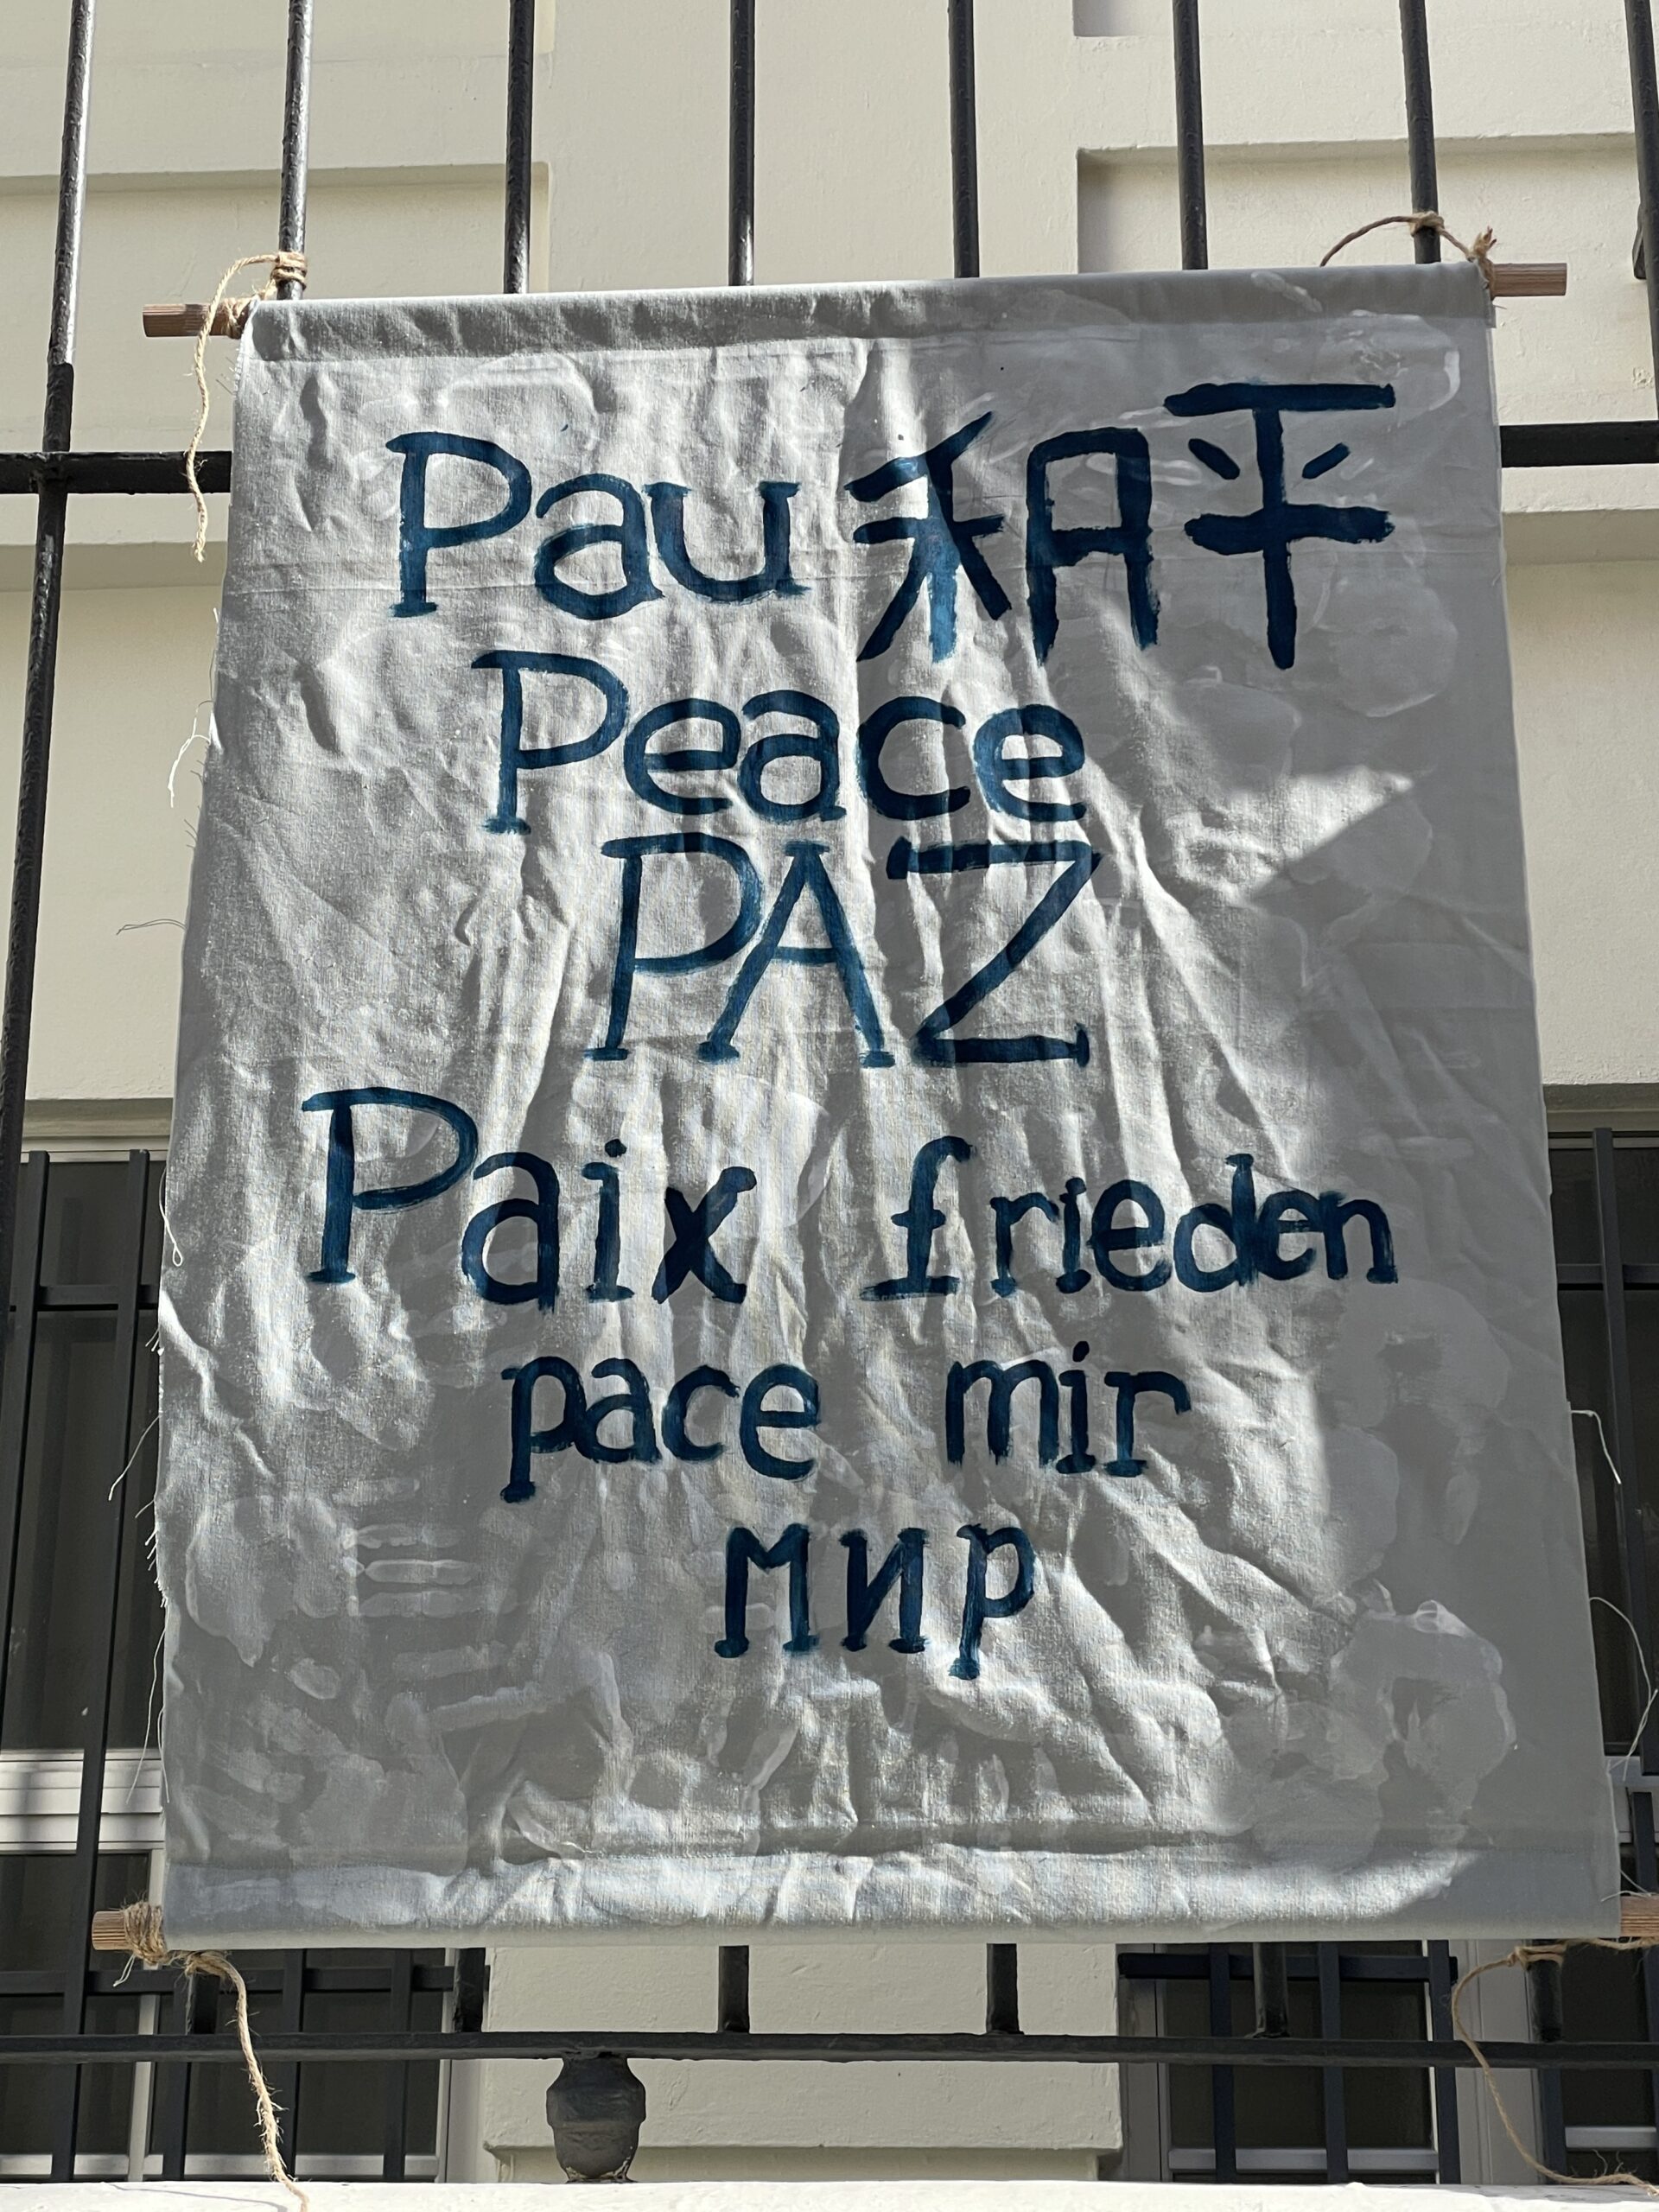 Pau 和平
Peace
PAZ
Paix frieden
pace mir
мир